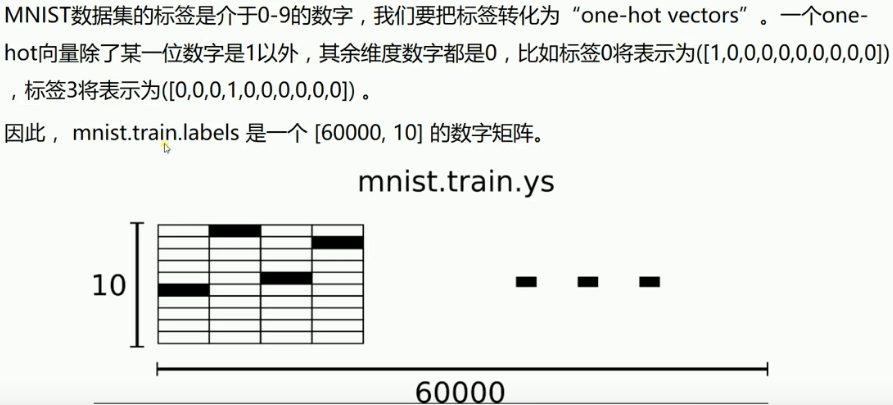 MNIST数据集的标签是介于0-9的数字，我们要把标签转化为“one-hot vectors”。一个one-
hot向量除了某一位数字是1以外，其余维度数字都是0，比如标签0将表示为([1,0,0,0,0,0,0,0,0,0])
，标签3将表示为([0,0,0,1,0,0,0,0,0,0]) 。
因此， mnist.train.labels 是一个 [60000, 10] 的数字矩阵。
mnist.train.ys
10
60000